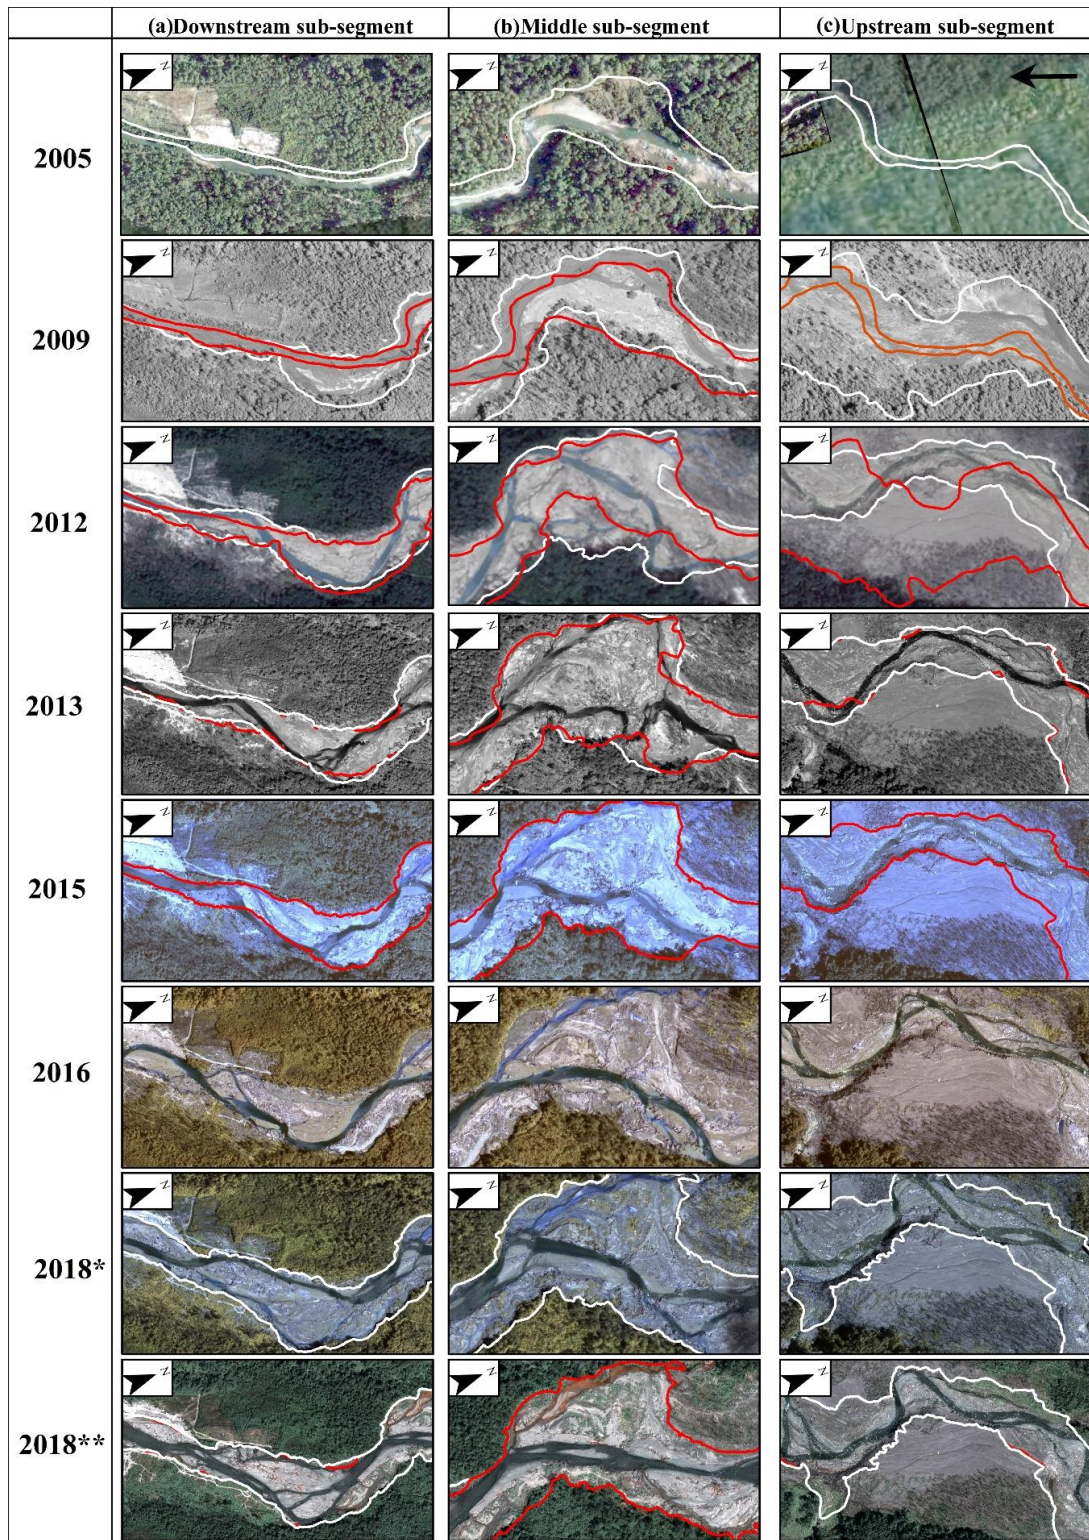 (a)Downstream sub-segment (b)Middle sub-segment (c)Upstream sub-segment
2005 Z Z Z
2009 Z Z Z
2012 Z Z Z
2013 Z Z Z
2015 Z Z Z
2016 Z Z Z
2018* Z Z Z
2018** Z Z Z